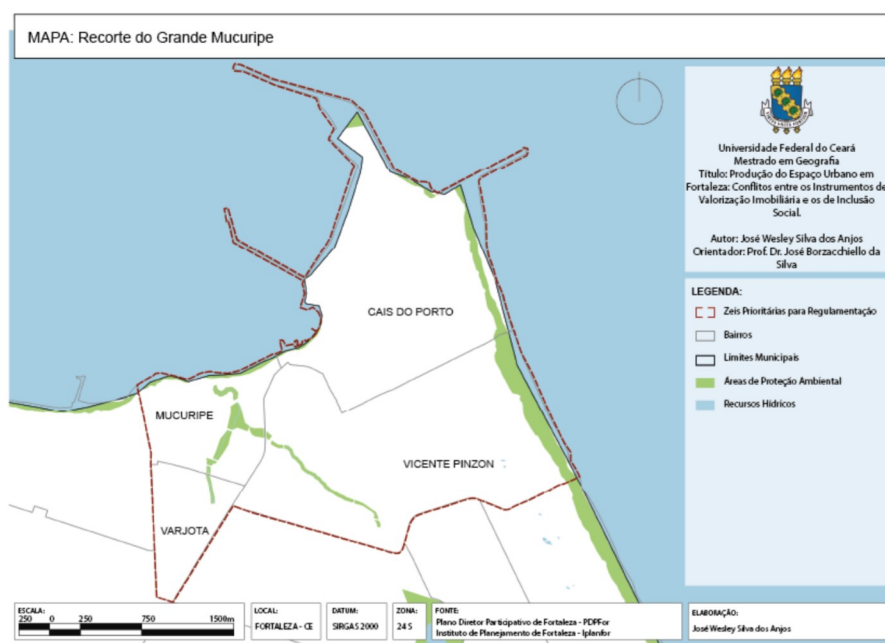 MAPA: Recorte do Grande Mucuripe
Universidade Federal do Ceará
Mestrado em Geografia
Título: Produção do Espaço Urbano em
Fortaleza: Conflitos entre os Instrumentos de
Valorização Imobiliária e os de Inclusão
Social.
Autor: José Wesley Silva dos Anjos
Orientador: Prof. Dr. José Borzacchiello da
Silva
LEGENDA:
Zeis Prioritárias para Regulamentação
Bairros
Limites Municipais
Áreas de Proteção Ambiental
Recursos Hídricos
CAIS DO PORTO
MUCURIPE
VICENTE PINZON
VARJOTA
ESCALA:
250 0 250 750 1500m
LOCAL:
FORTALEZA - CE
DATUM:
SIRGAS 2000
ZONA:
24 S
FONTE:
Plano Diretor Participativo de Fortaleza - PDPFor
Instituto de Planejamento de Fortaleza - Iplanfor
ELABORAÇÃO:
José Wesley Silva dos Anjos